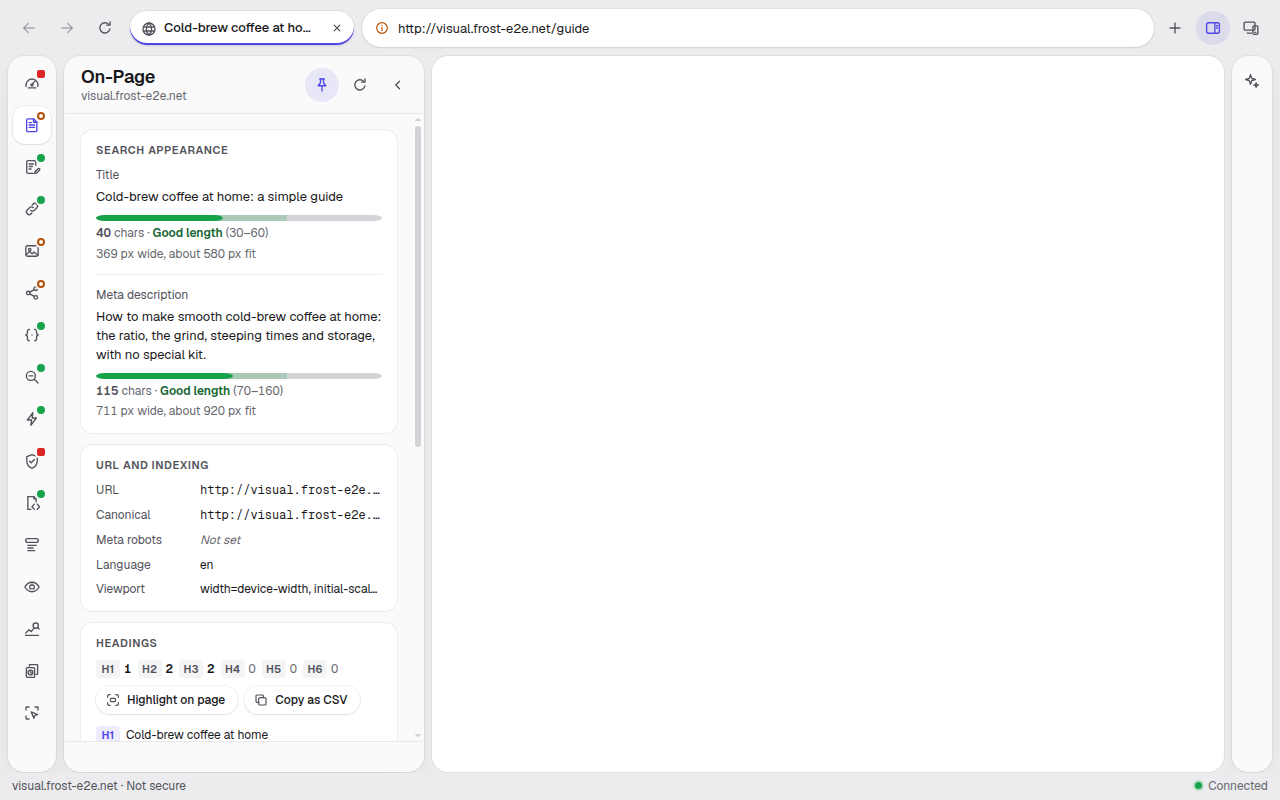 Cold-brew coffee at ho...
http://visual.frost-e2e.net/guide
On-Page
visual.frost-e2e.net
SEARCH APPEARANCE
Title
Cold-brew coffee at home: a simple guide
40 chars · Good length (30–60)
369 px wide, about 580 px fit
Meta description
How to make smooth cold-brew coffee at home:
the ratio, the grind, steeping times and storage,
with no special kit.
115 chars · Good length (70–160)
711 px wide, about 920 px fit
URL AND INDEXING
URL http://visual.frost-e2e.…
Canonical http://visual.frost-e2e.…
Meta robots Not set
Language en
Viewport width=device-width, initial-scal…
HEADINGS
H1 1 H2 2 H3 2 H4 0 H5 0 H6 0
Highlight on page Copy as CSV
H1 Cold-brew coffee at home
visual.frost-e2e.net · Not secure
Connected